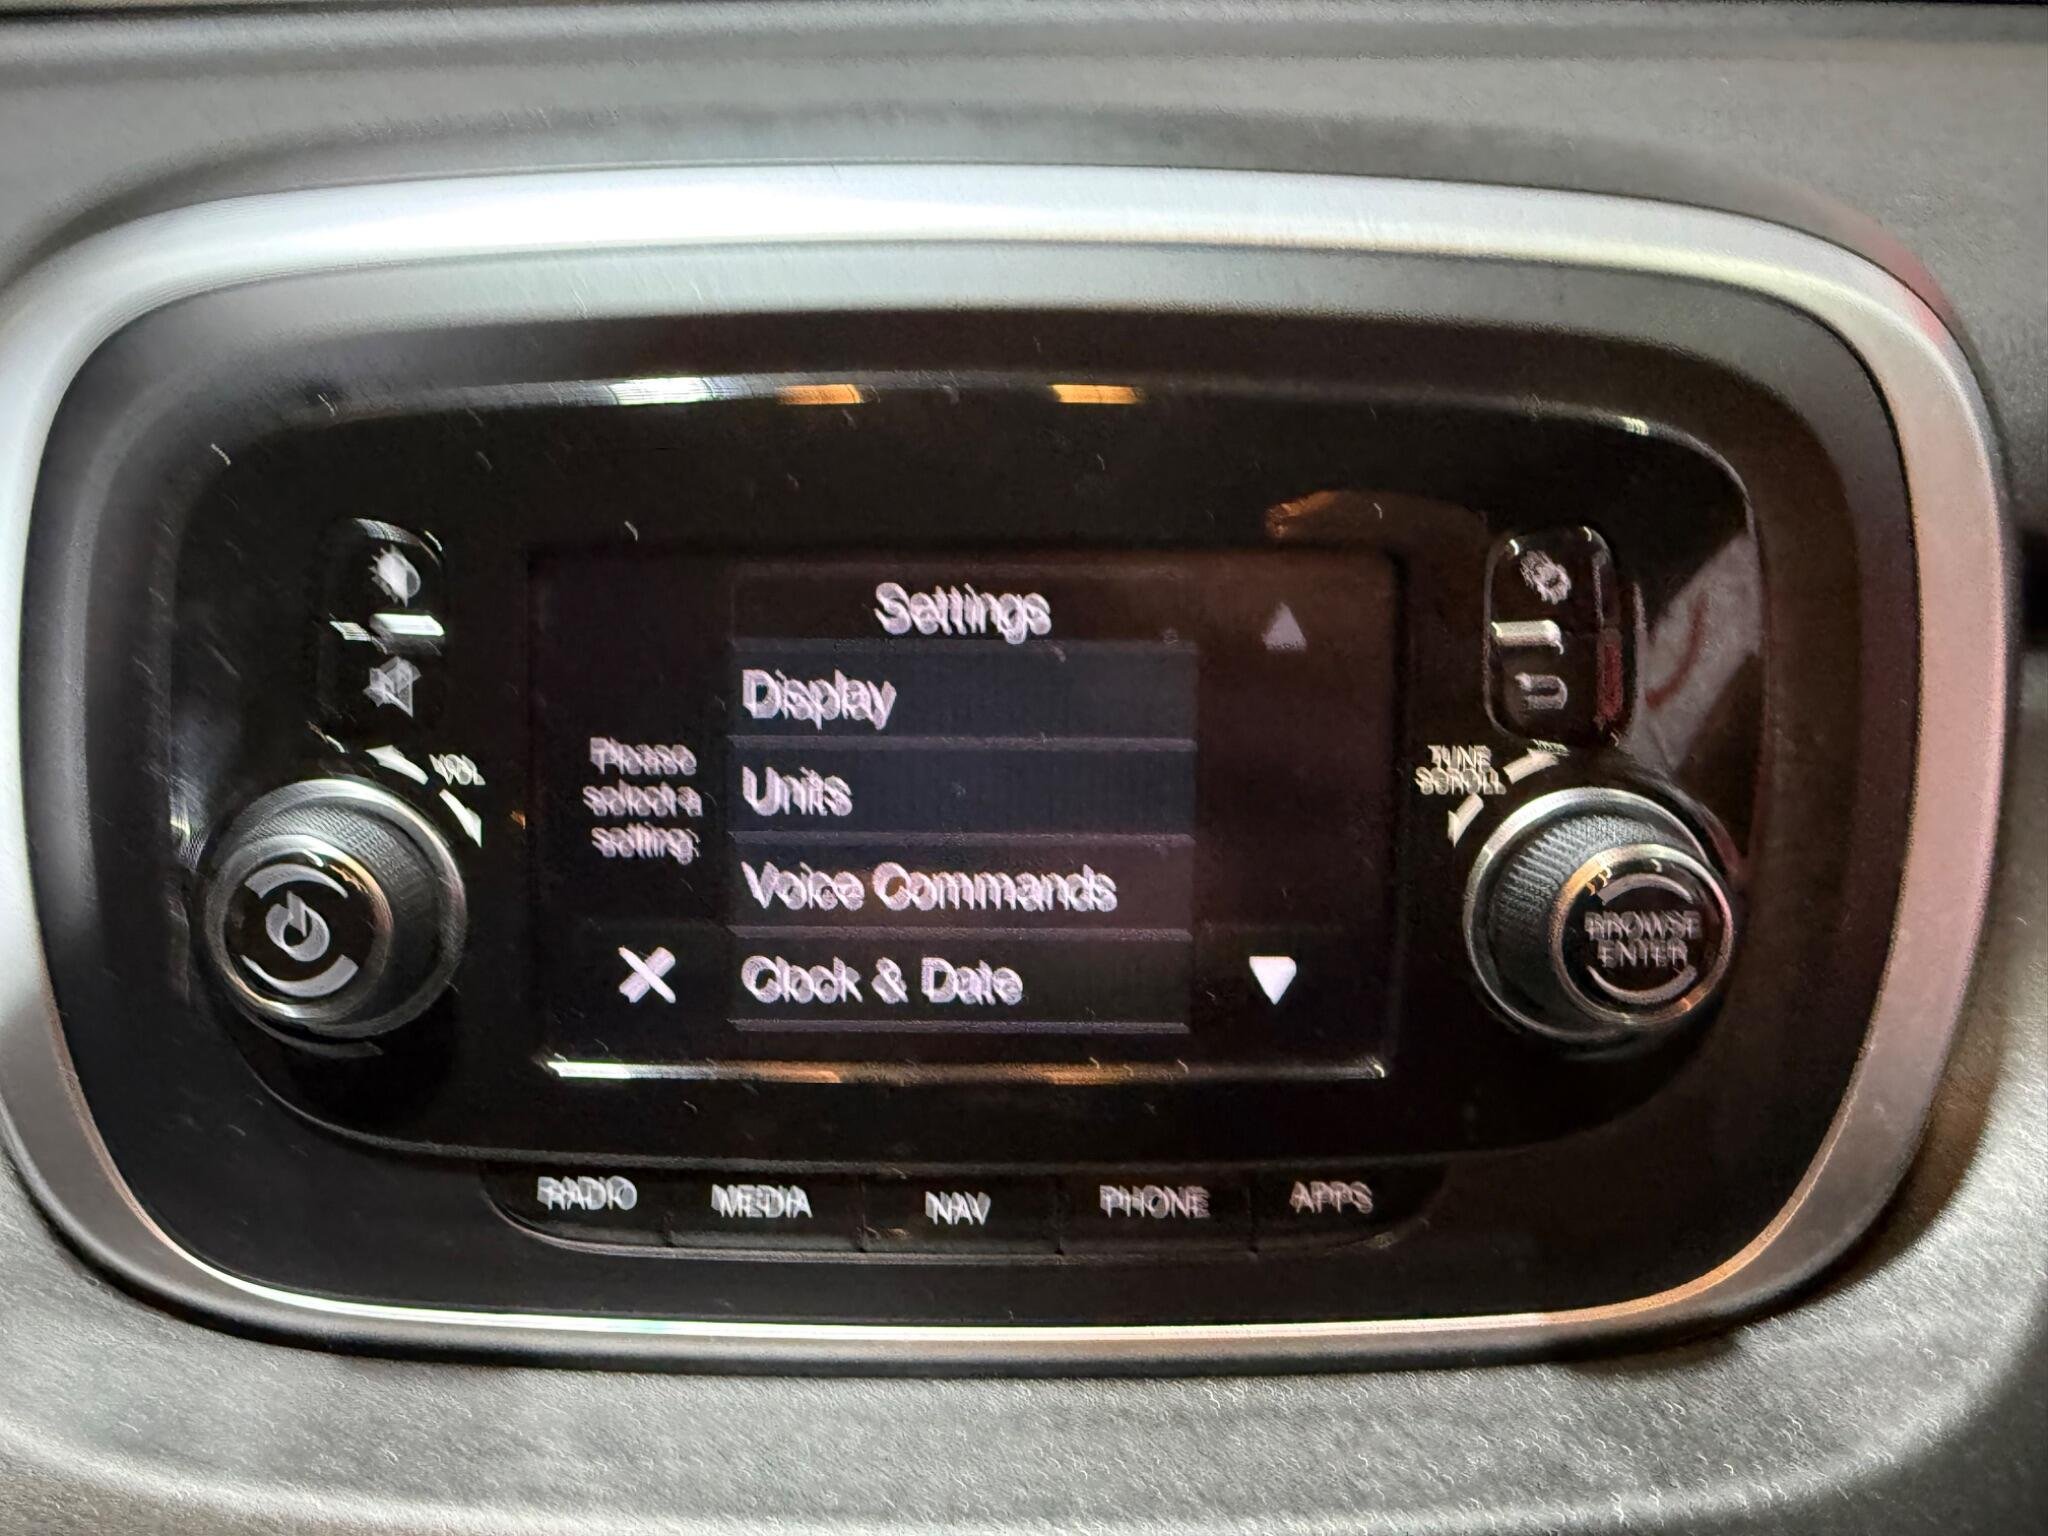 Settings
Display
Units
Voice Commands
Clock & Date
Please
select a
setting:
VOL
TUNE
SCROLL
BROWSE
ENTER
RADIO
MEDIA
NAV
PHONE
APPS